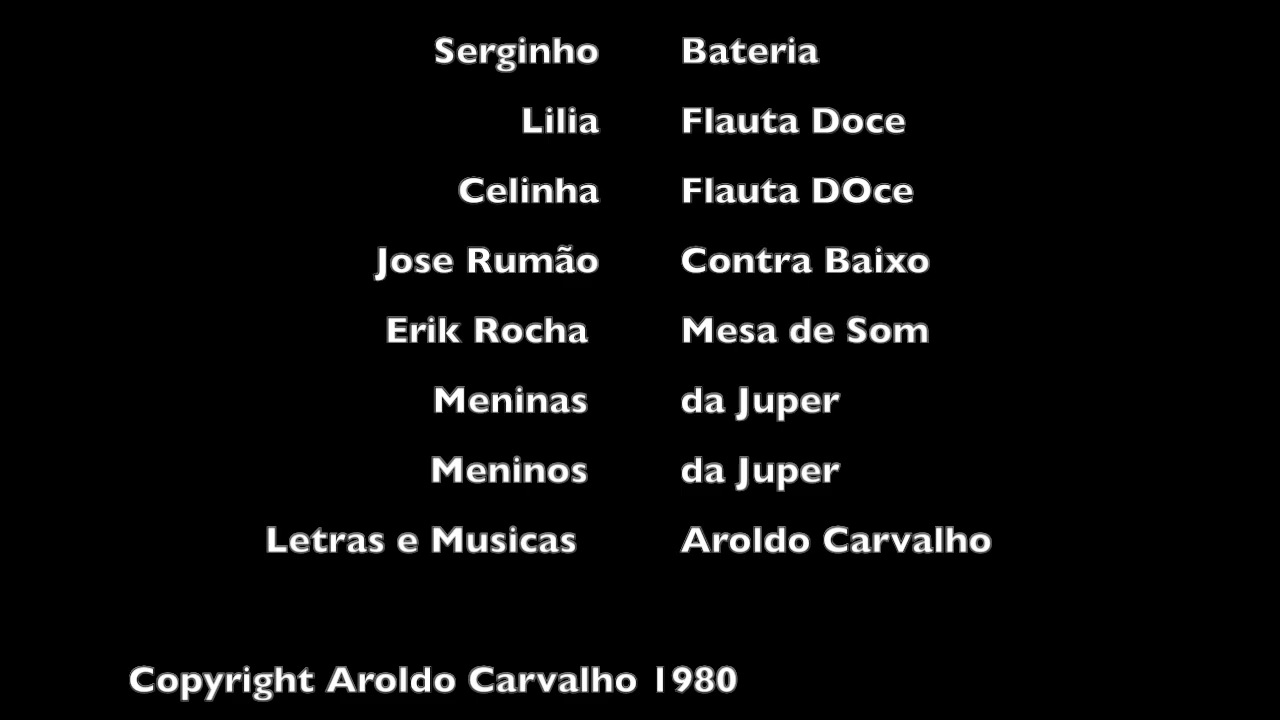 Serginho Bateria
Lilia Flauta Doce
Celinha Flauta DOce
Jose Rumão Contra Baixo
Erik Rocha Mesa de Som
Meninas da Juper
Meninos da Juper
Letras e Musicas Aroldo Carvalho
Copyright Aroldo Carvalho 1980